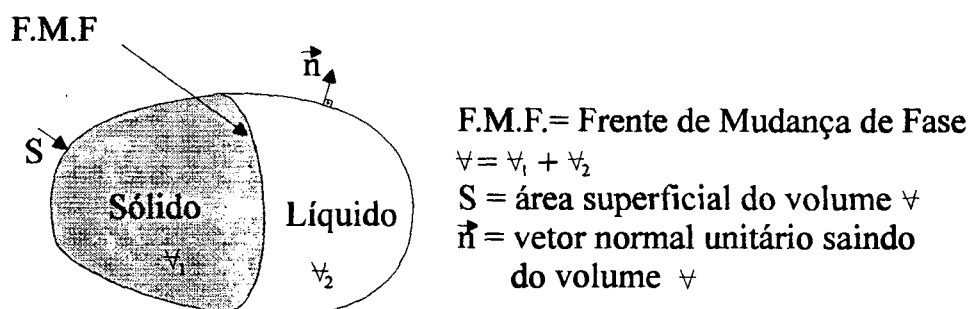 F.M.F
n⃗
S
Sólido
Líquido
∀₁
∀₂
F.M.F.= Frente de Mudança de Fase
∀= ∀₁ + ∀₂
S = área superficial do volume ∀
n⃗ = vetor normal unitário saindo
do volume ∀